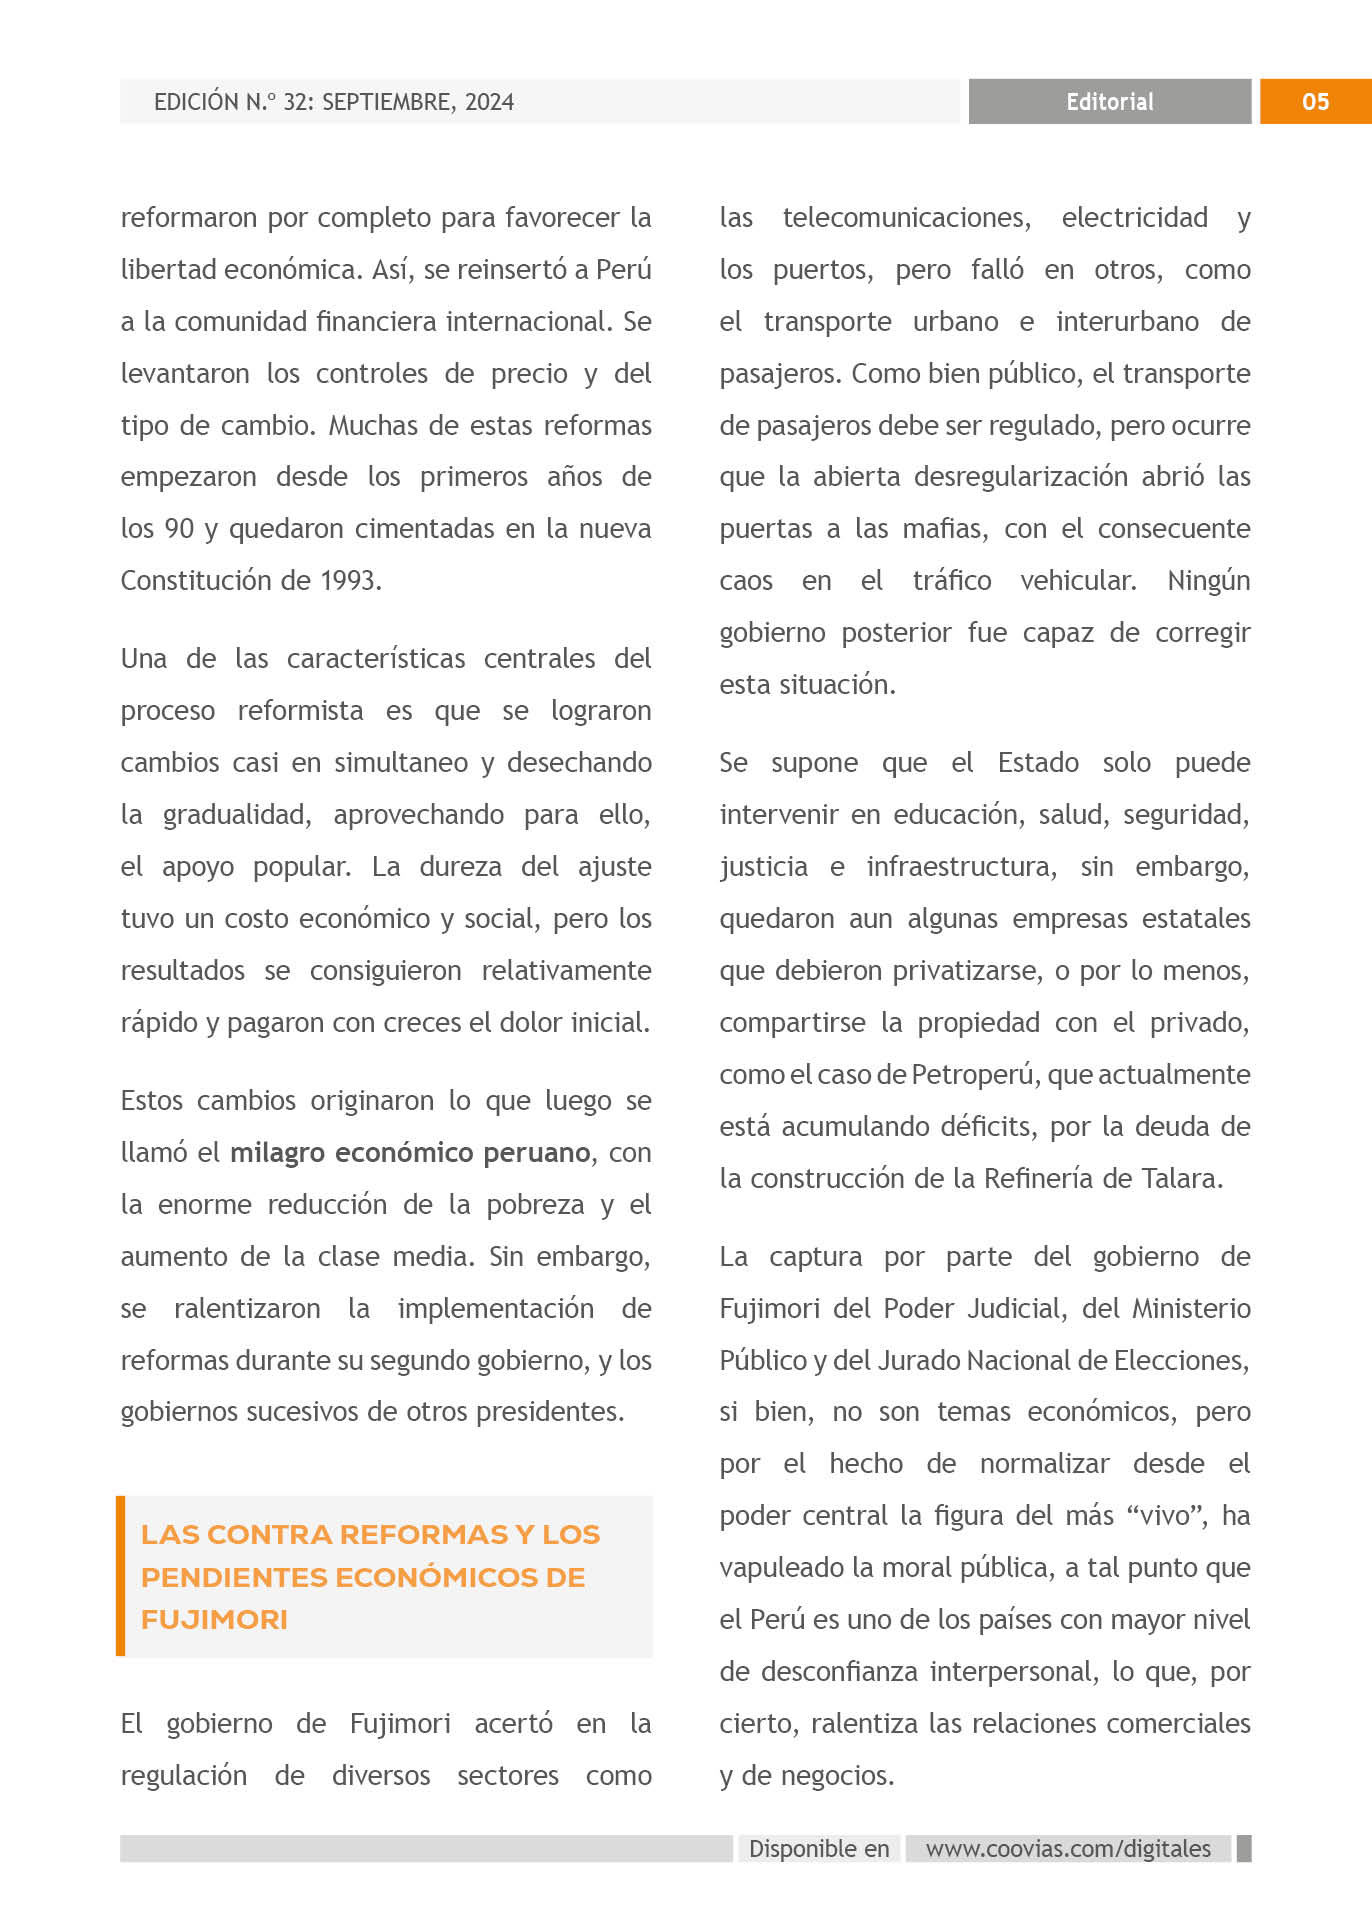 EDICIÓN N.º 32: SEPTIEMBRE, 2024
Editorial
05
reformaron por completo para favorecer la
libertad económica. Así, se reinsertó a Perú
a la comunidad financiera internacional. Se
levantaron los controles de precio y del
tipo de cambio. Muchas de estas reformas
empezaron desde los primeros años de
los 90 y quedaron cimentadas en la nueva
Constitución de 1993.
Una de las características centrales del
proceso reformista es que se lograron
cambios casi en simultaneo y desechando
la gradualidad, aprovechando para ello,
el apoyo popular. La dureza del ajuste
tuvo un costo económico y social, pero los
resultados se consiguieron relativamente
rápido y pagaron con creces el dolor inicial.
Estos cambios originaron lo que luego se
llamó el milagro económico peruano, con
la enorme reducción de la pobreza y el
aumento de la clase media. Sin embargo,
se ralentizaron la implementación de
reformas durante su segundo gobierno, y los
gobiernos sucesivos de otros presidentes.
LAS CONTRA REFORMAS Y LOS
PENDIENTES ECONÓMICOS DE
FUJIMORI
El gobierno de Fujimori acertó en la
regulación de diversos sectores como
las telecomunicaciones, electricidad y
los puertos, pero falló en otros, como
el transporte urbano e interurbano de
pasajeros. Como bien público, el transporte
de pasajeros debe ser regulado, pero ocurre
que la abierta desregularización abrió las
puertas a las mafias, con el consecuente
caos en el tráfico vehicular. Ningún
gobierno posterior fue capaz de corregir
esta situación.
Se supone que el Estado solo puede
intervenir en educación, salud, seguridad,
justicia e infraestructura, sin embargo,
quedaron aun algunas empresas estatales
que debieron privatizarse, o por lo menos,
compartirse la propiedad con el privado,
como el caso de Petroperú, que actualmente
está acumulando déficits, por la deuda de
la construcción de la Refinería de Talara.
La captura por parte del gobierno de
Fujimori del Poder Judicial, del Ministerio
Público y del Jurado Nacional de Elecciones,
si bien, no son temas económicos, pero
por el hecho de normalizar desde el
poder central la figura del más “vivo”, ha
vapuleado la moral pública, a tal punto que
el Perú es uno de los países con mayor nivel
de desconfianza interpersonal, lo que, por
cierto, ralentiza las relaciones comerciales
y de negocios.
Disponible en
www.coovias.com/digitales